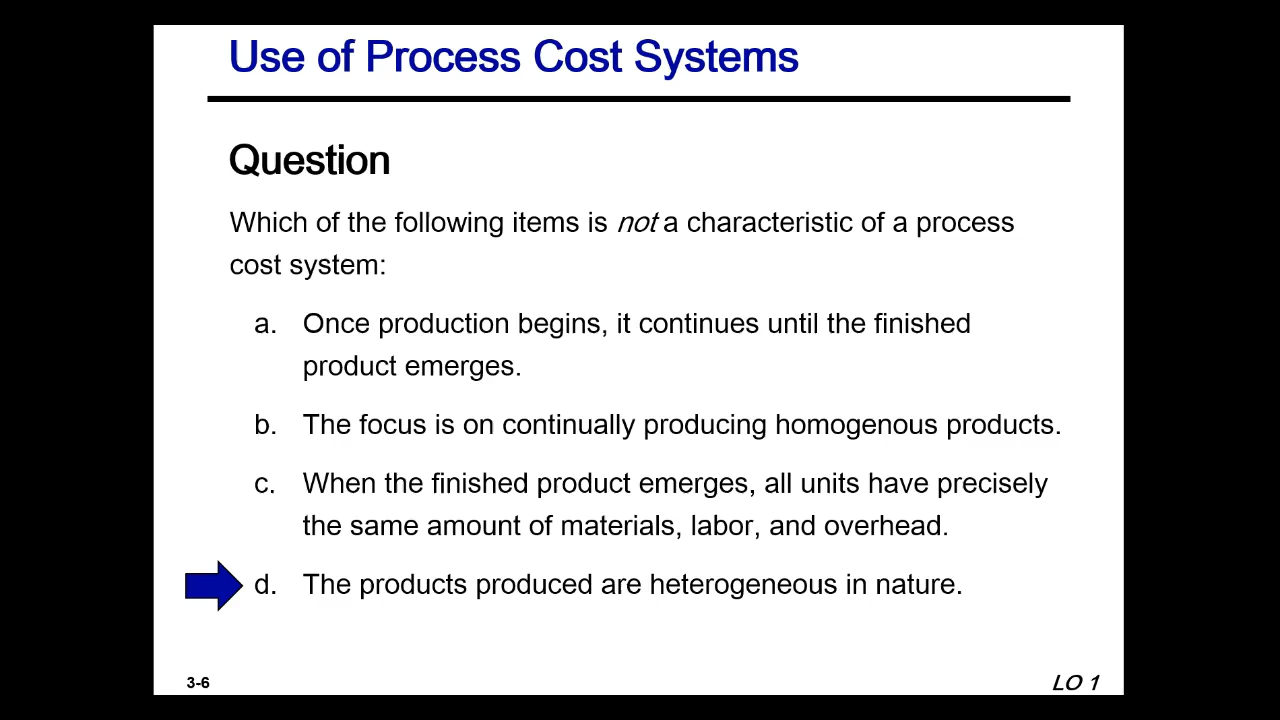 Use of Process Cost Systems
Question
Which of the following items is not a characteristic of a process
cost system:
a. Once production begins, it continues until the finished
product emerges.
b. The focus is on continually producing homogenous products.
c. When the finished product emerges, all units have precisely
the same amount of materials, labor, and overhead.
d. The products produced are heterogeneous in nature.
3-6
LO 1